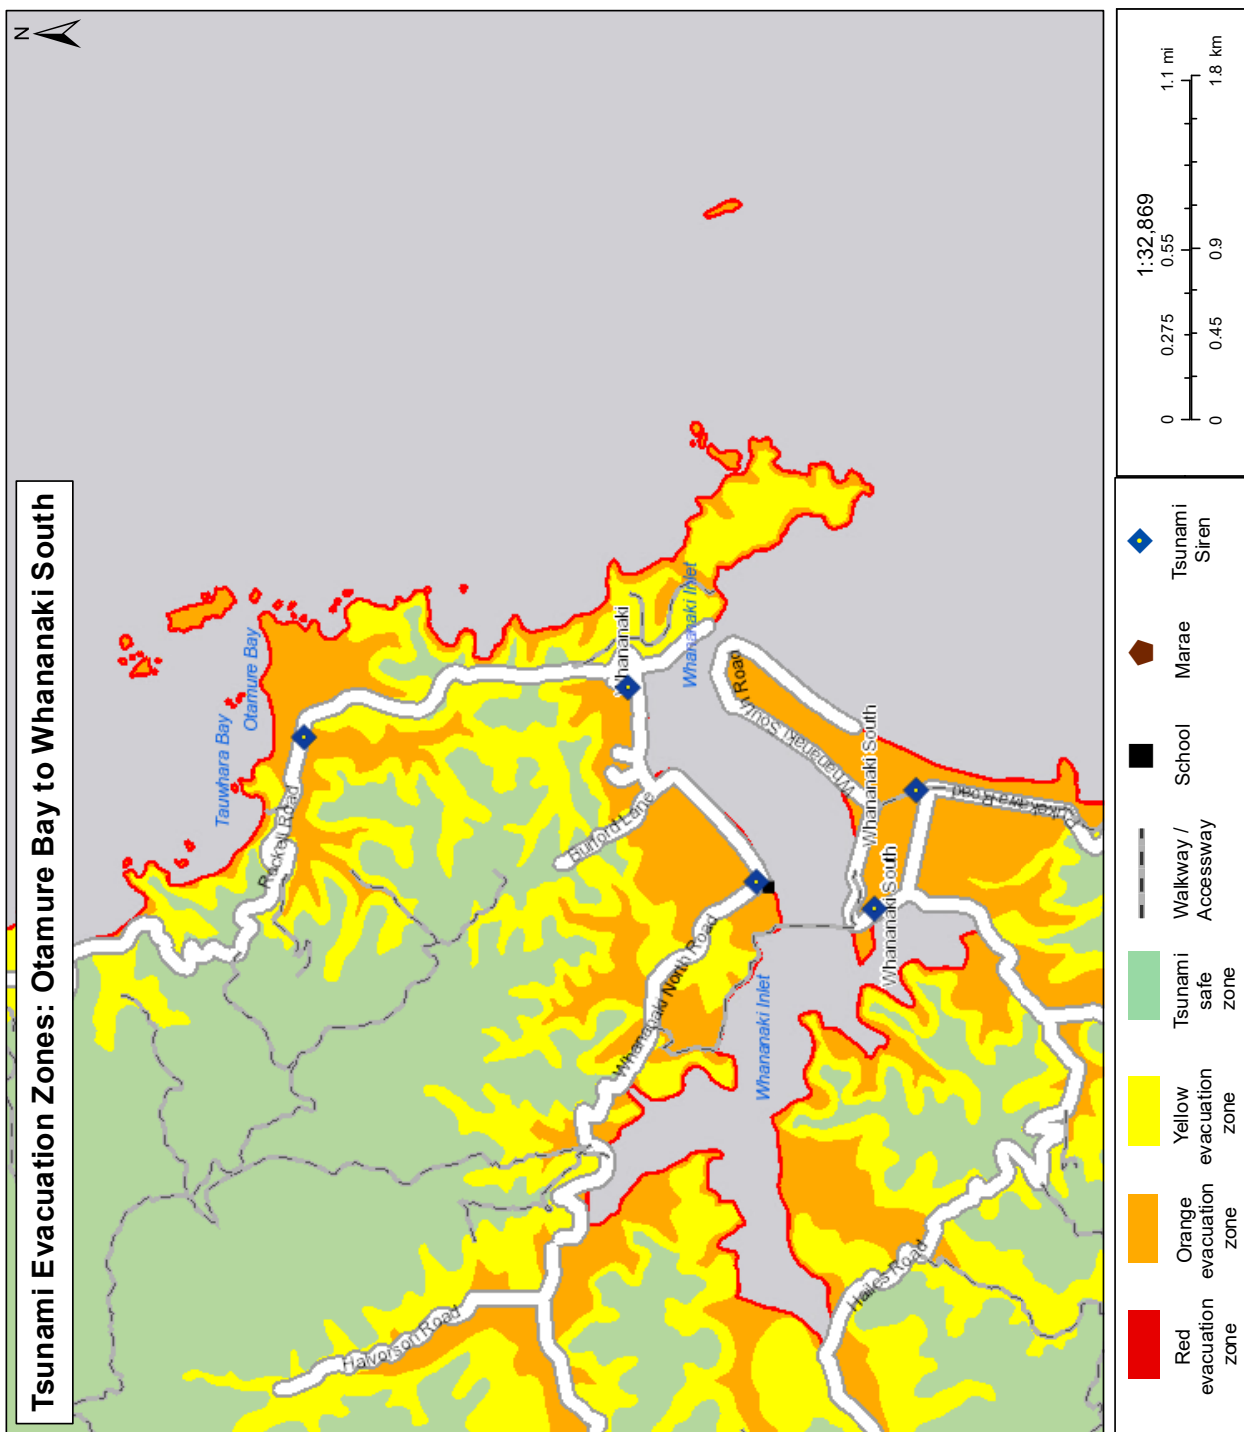 Tsunami Evacuation Zones: Otamure Bay to Whananaki South
N
Tauwhara Bay
Otamure Bay
Rockell Road
Whananaki
Whananaki Inlet
Burford Lane
Whananaki South Road
Whananaki South
Whananaki South
Pukekawa Road
Whananaki North Road
Whananaki Inlet
Halvorson Road
Hailes Road
Red
evacuation
zone
Orange
evacuation
zone
Yellow
evacuation
zone
Tsunami
safe
zone
Walkway /
Accessway
School
Marae
Tsunami
Siren
1:32,869
0 0.275 0.55 1.1 mi
0 0.45 0.9 1.8 km